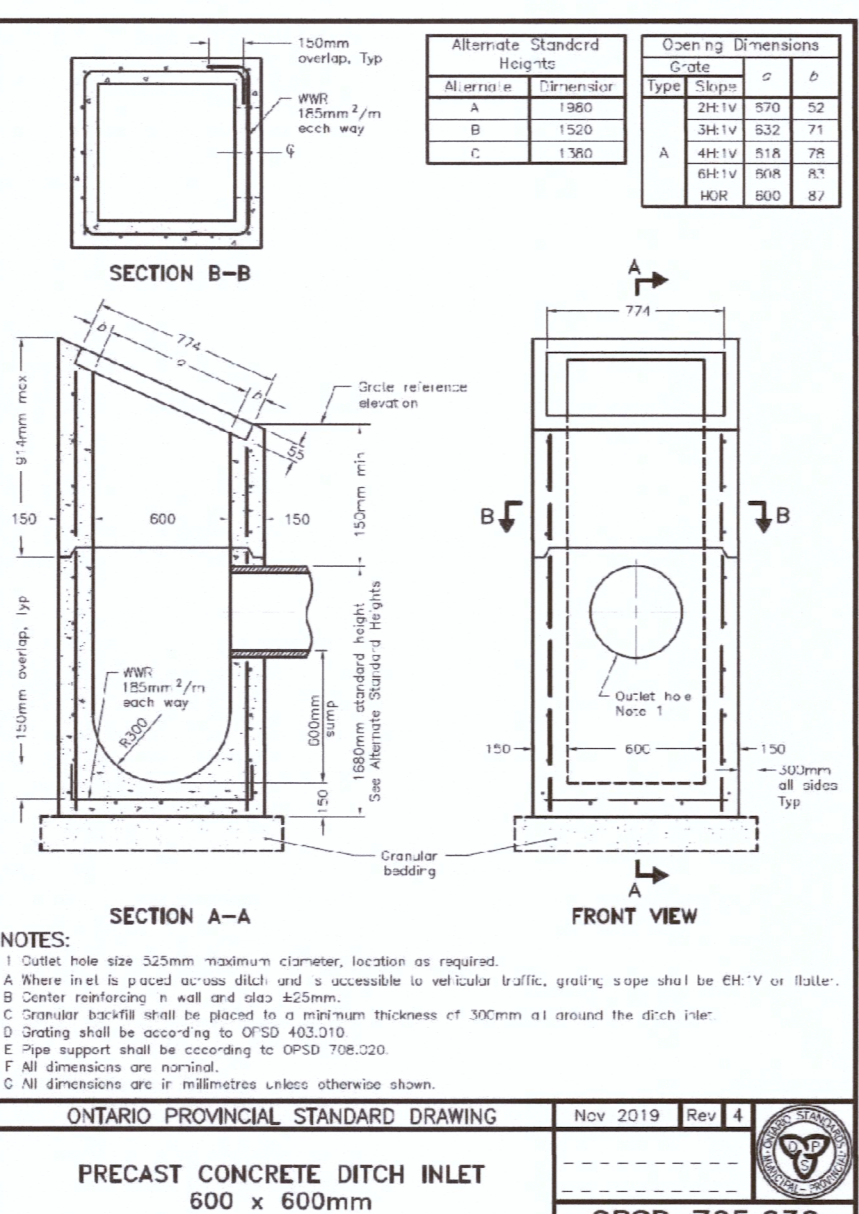 150mm
overlap, Typ
WWR
185mm²/m
each way
℄
SECTION B-B
Alternate Standard
Heights
Alternate Dimension
A 1980
B 1520
C 1380
Opening Dimensions
Grate a b
Type Slope
A
2H:1V 670 52
3H:1V 632 71
4H:1V 618 78
6H:1V 608 83
HOR 600 87
774
b
a
b
55
Grate reference
elevation
914mm max
150mm min
150
600
150
150mm overlap, Typ
WWR
185mm²/m
each way
R300
600mm
sump
150
1680mm standard height
See Alternate Standard Heights
Granular
bedding
SECTION A-A
A
774
B
B
Outlet hole
Note 1
150
600
150
300mm
all sides
Typ
A
FRONT VIEW
NOTES:
1 Outlet hole size 525mm maximum diameter, location as required.
A Where inlet is placed across ditch and is accessible to vehicular traffic, grating slope shall be 6H:1V or flatter.
B Center reinforcing in wall and slab ±25mm.
C Granular backfill shall be placed to a minimum thickness of 300mm all around the ditch inlet.
D Grating shall be according to OPSD 403.010.
E Pipe support shall be according to OPSD 708.020.
F All dimensions are nominal.
G All dimensions are in millimetres unless otherwise shown.
ONTARIO PROVINCIAL STANDARD DRAWING
Nov 2019 Rev 4
PRECAST CONCRETE DITCH INLET
600 x 600mm
ONTARIO PROVINCIAL STANDARDS
MUNICIPAL
O P S